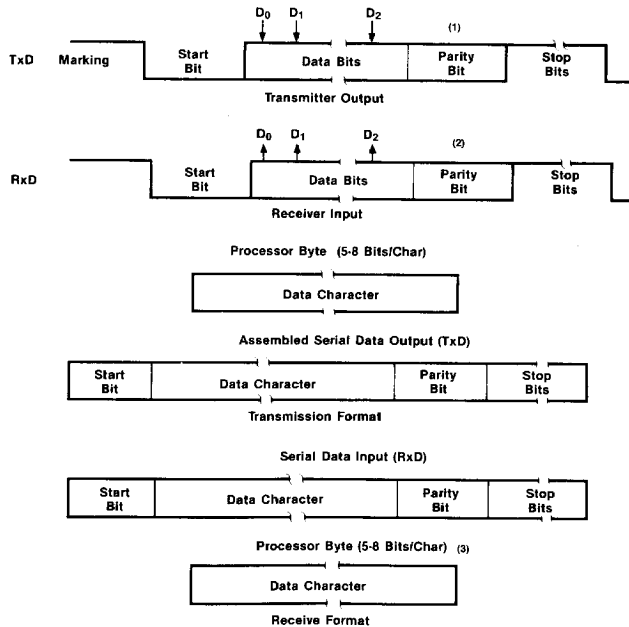 D0 D1 D2 (1)
TxD Marking Start Bit Data Bits Parity Bit Stop Bits
Transmitter Output
D0 D1 D2 (2)
RxD Start Bit Data Bits Parity Bit Stop Bits
Receiver Input
Processor Byte (5-8 Bits/Char)
Data Character
Assembled Serial Data Output (TxD)
Start Bit Data Character Parity Bit Stop Bits
Transmission Format
Serial Data Input (RxD)
Start Bit Data Character Parity Bit Stop Bits
Processor Byte (5-8 Bits/Char) (3)
Data Character
Receive Format